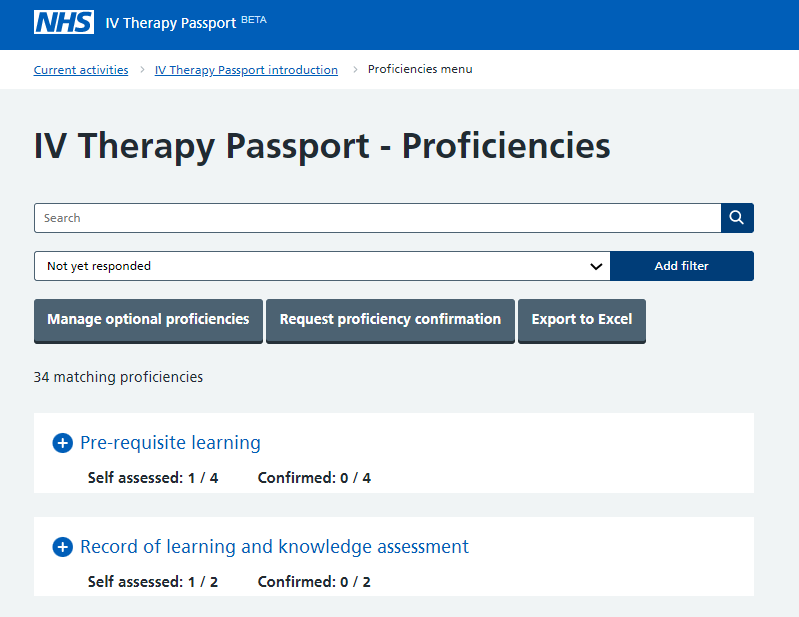 NHS IV Therapy Passport BETA
Current activities > IV Therapy Passport introduction > Proficiencies menu
IV Therapy Passport - Proficiencies
Search
Not yet responded Add filter
Manage optional proficiencies Request proficiency confirmation Export to Excel
34 matching proficiencies
Pre-requisite learning
Self assessed: 1 / 4 Confirmed: 0 / 4
Record of learning and knowledge assessment
Self assessed: 1 / 2 Confirmed: 0 / 2